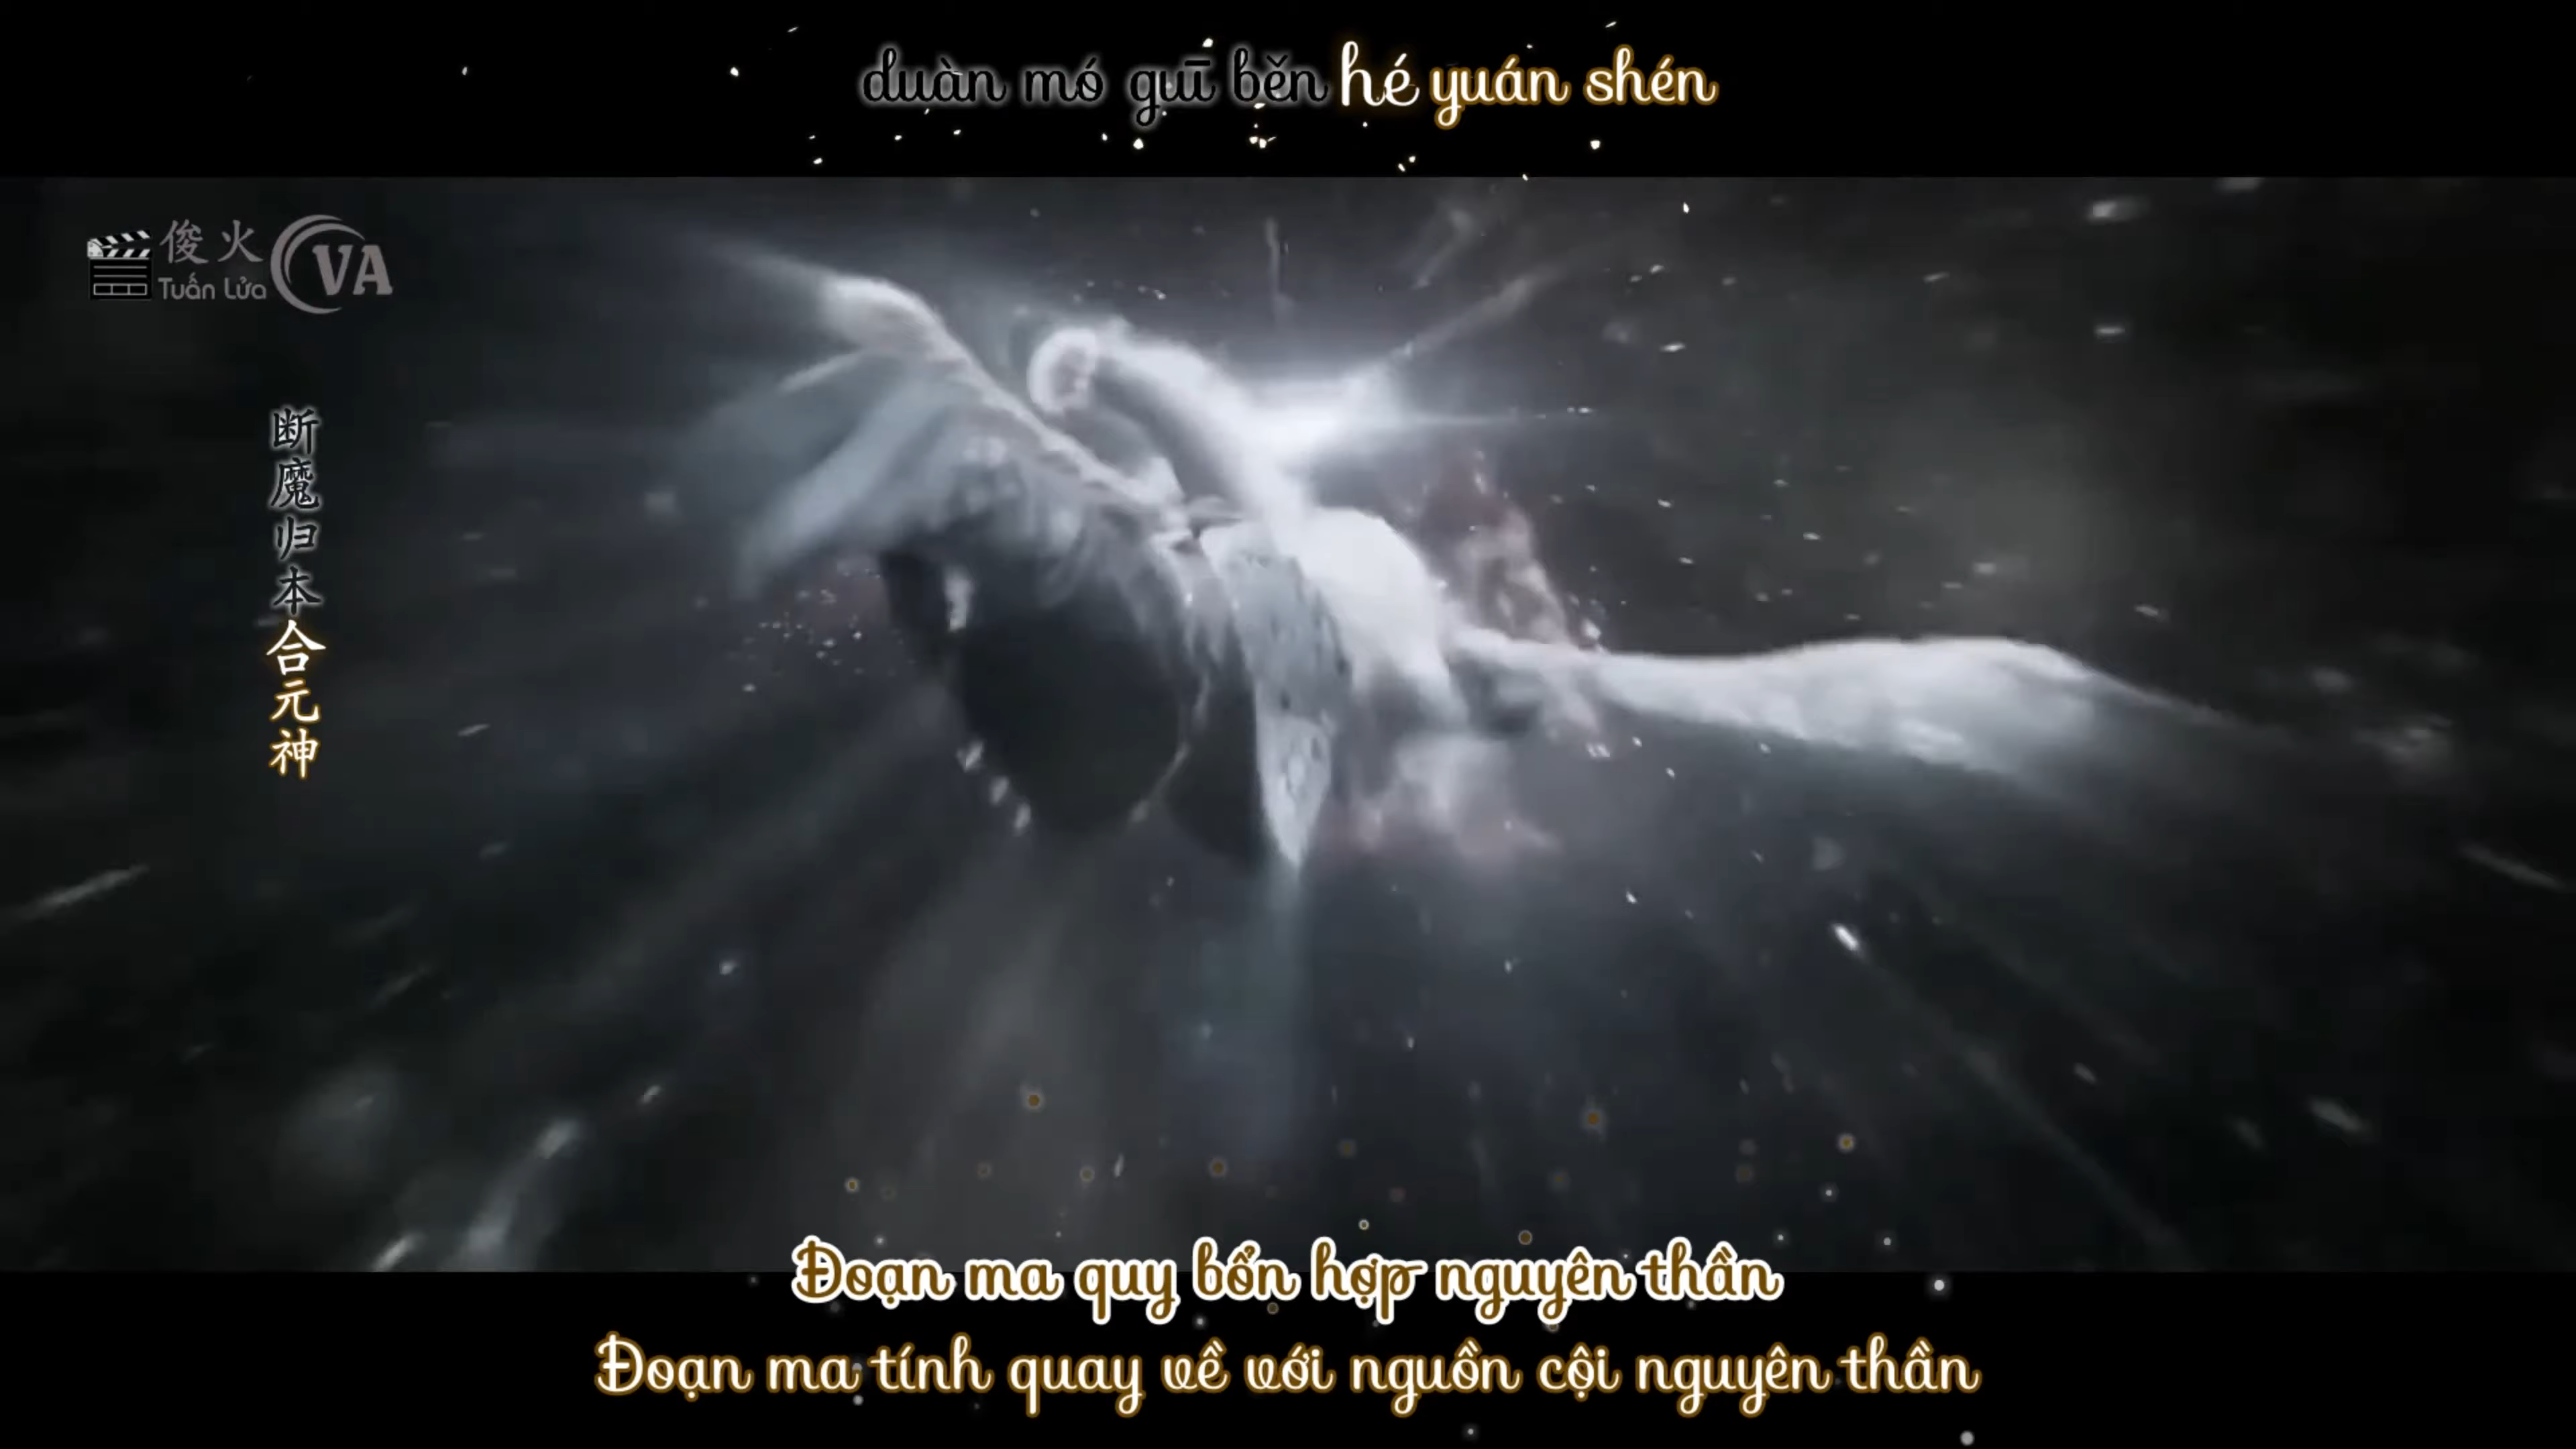 duàn mó guī běn hé yuán shén
俊火
Tuấn Lửa
VA
断魔归本合元神
Đoạn ma quy bổn hợp nguyên thần
Đoạn ma tính quay về với nguồn cội nguyên thần